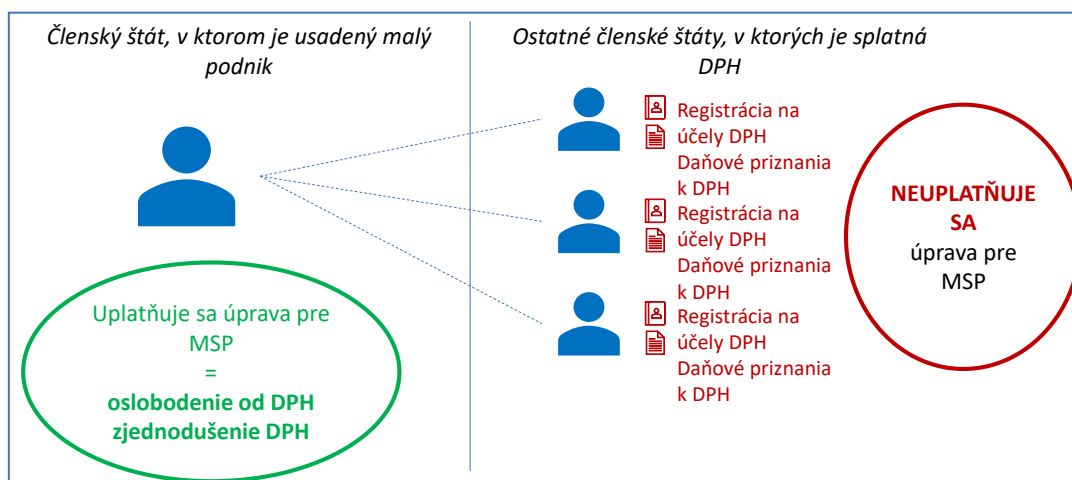 Členský štát, v ktorom je usadený malý
podnik
Uplatňuje sa úprava pre
MSP
=
oslobodenie od DPH
zjednodušenie DPH
Ostatné členské štáty, v ktorých je splatná
DPH
Registrácia na
účely DPH
Daňové priznania
k DPH
Registrácia na
účely DPH
Daňové priznania
k DPH
Registrácia na
účely DPH
Daňové priznania
k DPH
NEUPLATŇUJE
SA
úprava pre
MSP